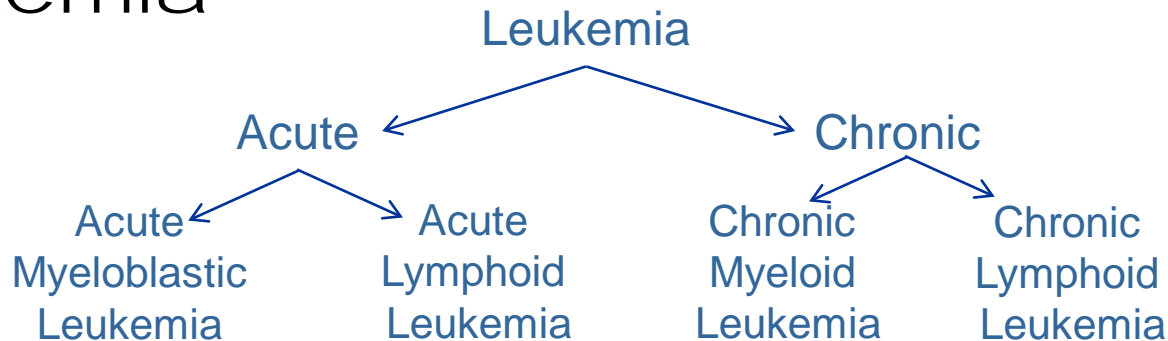 Leukemia
Acute
Chronic
Acute
Myeloblastic
Leukemia
Acute
Lymphoid
Leukemia
Chronic
Myeloid
Leukemia
Chronic
Lymphoid
Leukemia